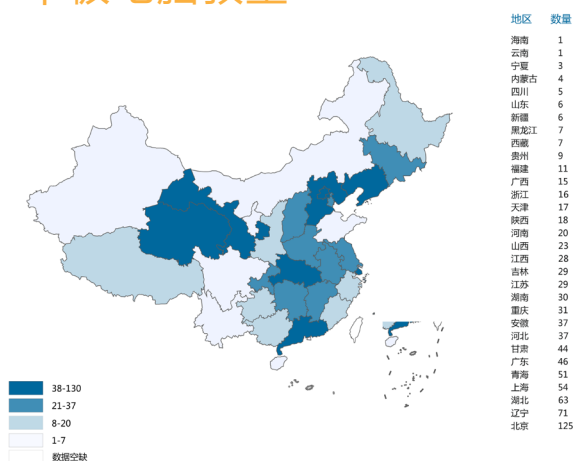 地区 数量
海南 1
云南 1
宁夏 3
内蒙古 4
四川 5
山东 6
新疆 6
黑龙江 7
西藏 7
贵州 9
福建 11
广西 15
浙江 16
天津 17
陕西 18
河南 20
山西 23
江西 28
吉林 29
江苏 29
湖南 30
重庆 31
安徽 37
河北 37
甘肃 44
广东 46
青海 51
上海 54
湖北 63
辽宁 71
北京 125
38-130
21-37
8-20
1-7
数据空缺